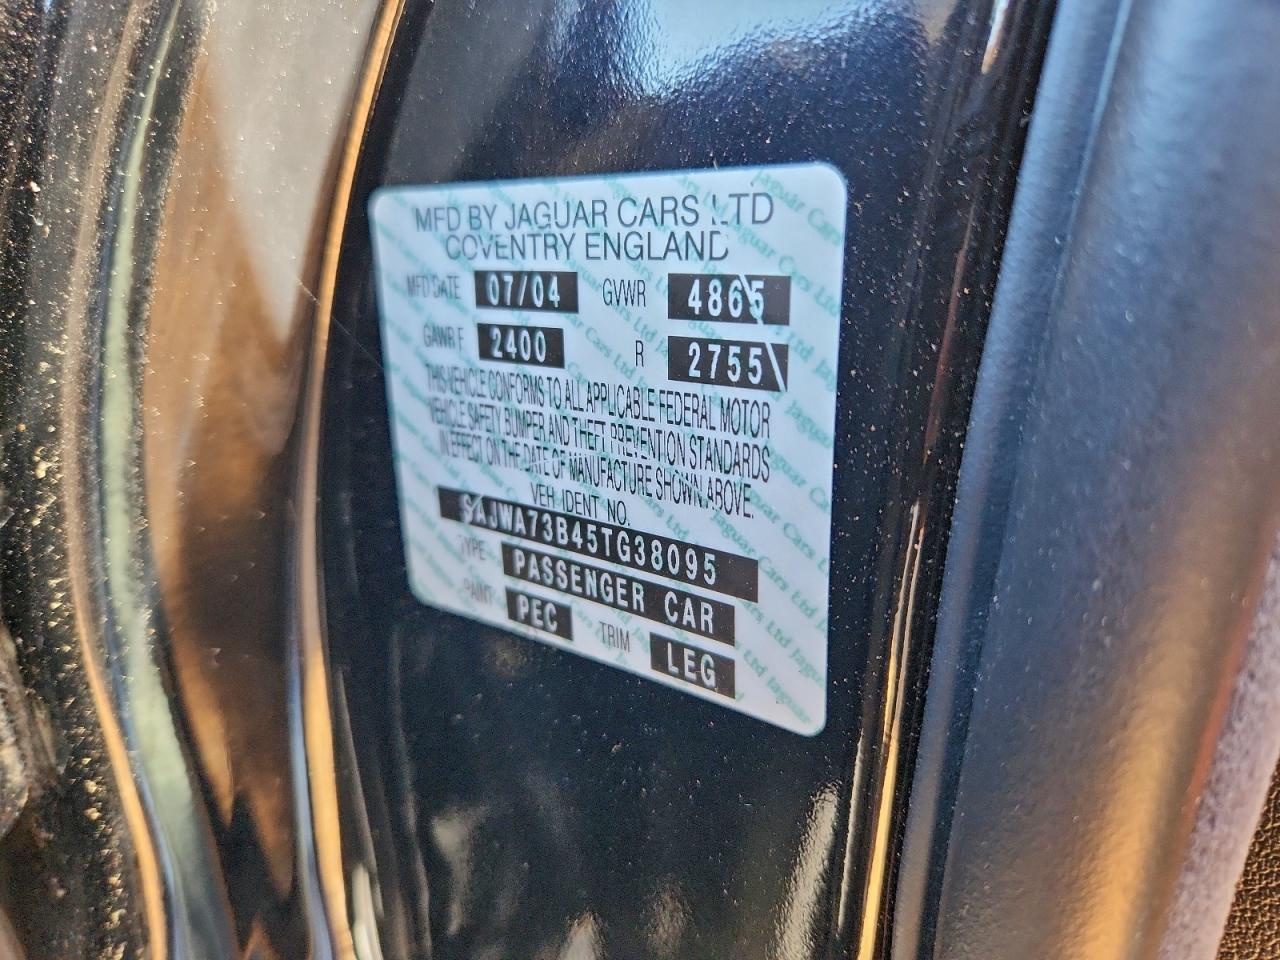 MFD BY JAGUAR CARS LTD
COVENTRY ENGLAND
MFD DATE 07/04 GVWR 4865
GAWR F 2400 R 2755
THIS VEHICLE CONFORMS TO ALL APPLICABLE FEDERAL MOTOR
VEHICLE SAFETY BUMPER AND THEFT PREVENTION STANDARDS
IN EFFECT ON THE DATE OF MANUFACTURE SHOWN ABOVE.
VEH IDENT NO.
SAJWA73B45TG38095
TYPE PASSENGER CAR
PAINT PEC TRIM LEG